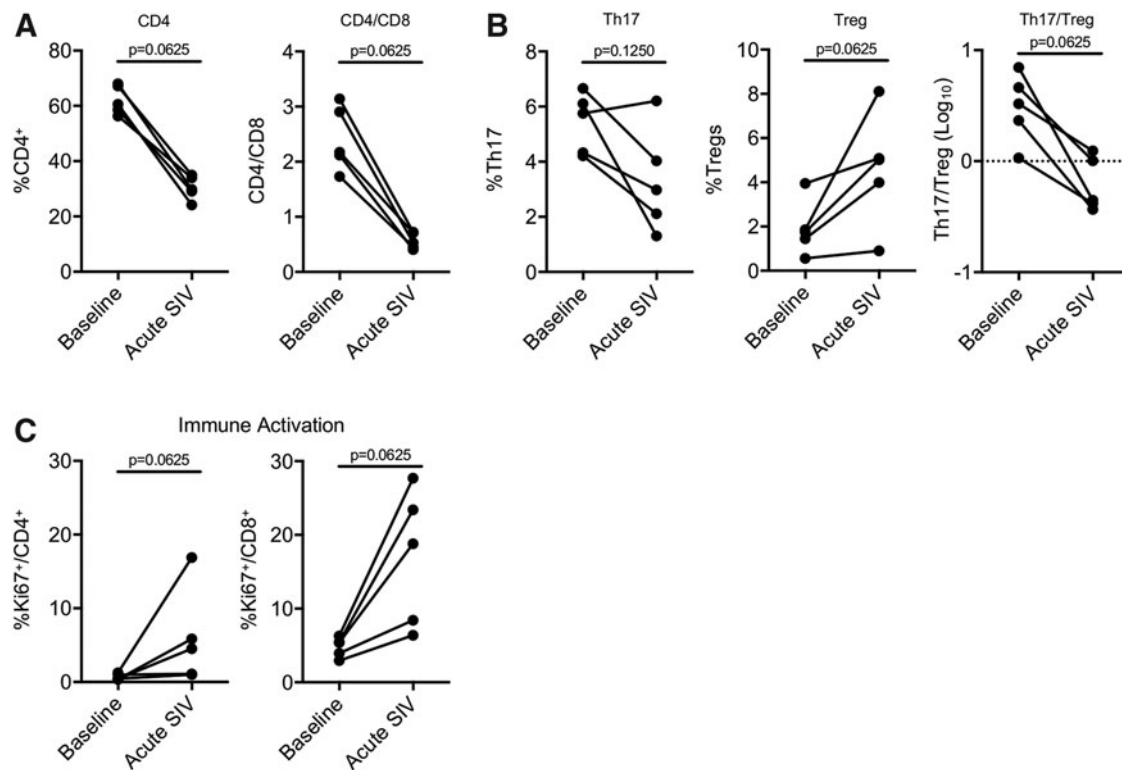 A
CD4
p=0.0625
%CD4⁺
80
60
40
20
0
Baseline
Acute SIV
CD4/CD8
p=0.0625
CD4/CD8
4
3
2
1
0
Baseline
Acute SIV
B
Th17
p=0.1250
%Th17
8
6
4
2
0
Baseline
Acute SIV
Treg
p=0.0625
%Tregs
10
8
6
4
2
0
Baseline
Acute SIV
Th17/Treg
p=0.0625
Th17/Treg (Log₁₀)
1
0
-1
Baseline
Acute SIV
C
Immune Activation
p=0.0625
%Ki67⁺/CD4⁺
30
20
10
0
Baseline
Acute SIV
p=0.0625
%Ki67⁺/CD8⁺
30
20
10
0
Baseline
Acute SIV